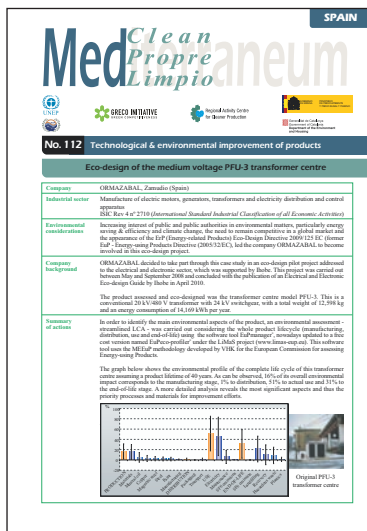 SPAIN
Clean
Med Propre rraneum
Limpio
UNEP
GRECO INITIATIVE
GREEN COMPETITIVENESS
Regional Activity Centre
for Cleaner Production
Generalitat de Catalunya
Government of Catalonia
Department of the Environment
and Housing
No. 112 Technological & environmental improvement of products
Eco-design of the medium voltage PFU-3 transformer centre
Company
ORMAZABAL, Zamudio (Spain)
Industrial sector
Manufacture of electric motors, generators, transformers and electricity distribution and control
apparatus
ISIC Rev 4 nº 2710 (International Standard Industrial Classification of all Economic Activities)
Environmental
considerations
Increasing interest of public and public authorities in environmental matters, particularly energy
saving & efficiency and climate change, the need to remain competitive in a global market and
the appearance of the ErP (Energy-related Products) Eco-Design Directive 2009/125 EC (former
EuP - Energy-using Products Directive (2005/32/EC), led the company ORMAZABAL to become
involved in this eco-design project.
Company
background
ORMAZABAL decided to take part through this case study in an eco-design pilot project addressed
to the electrical and electronic sector, which was supported by Ihobe. This project was carried out
between May and September 2008 and concluded with the publication of an Electrical and Electronic
Eco-design Guide by Ihobe in April 2010.
The product assessed and eco-designed was the transformer centre model PFU-3. This is a
conventional 20 kV/480 V transformer with 24 kV switchgear, with a total weight of 12,598 kg
and an energy consumption of 14,169 kWh per year.
Summary
of actions
In order to identify the main environmental aspects of the product, an environmental assessment -
streamlined LCA - was carried out considering the whole product lifecycle (manufacturing,
distribution, use and end-of-life) using the software tool EuPmanager, nowadays updated to a free
cost version named EuPeco-profiler under the LiMaS project (www.limas-eup.eu). This software
tool uses the MEEuP methodology developed by VHK for the European Commission for assessing
Energy-using Products.
The graph below shows the environmental profile of the complete life cycle of this transformer
centre assuming a product lifetime of 40 years. As can be observed, 16% of its overall environmental
impact corresponds to the manufacturing stage, 1% to distribution, 51% to actual use and 31% to
the end-of-life stage. A more detailed analysis reveals the most significant aspects and thus the
priority processes and materials for improvement efforts.
%
100
80
60
40
20
0
Original PFU-3
transformer centre